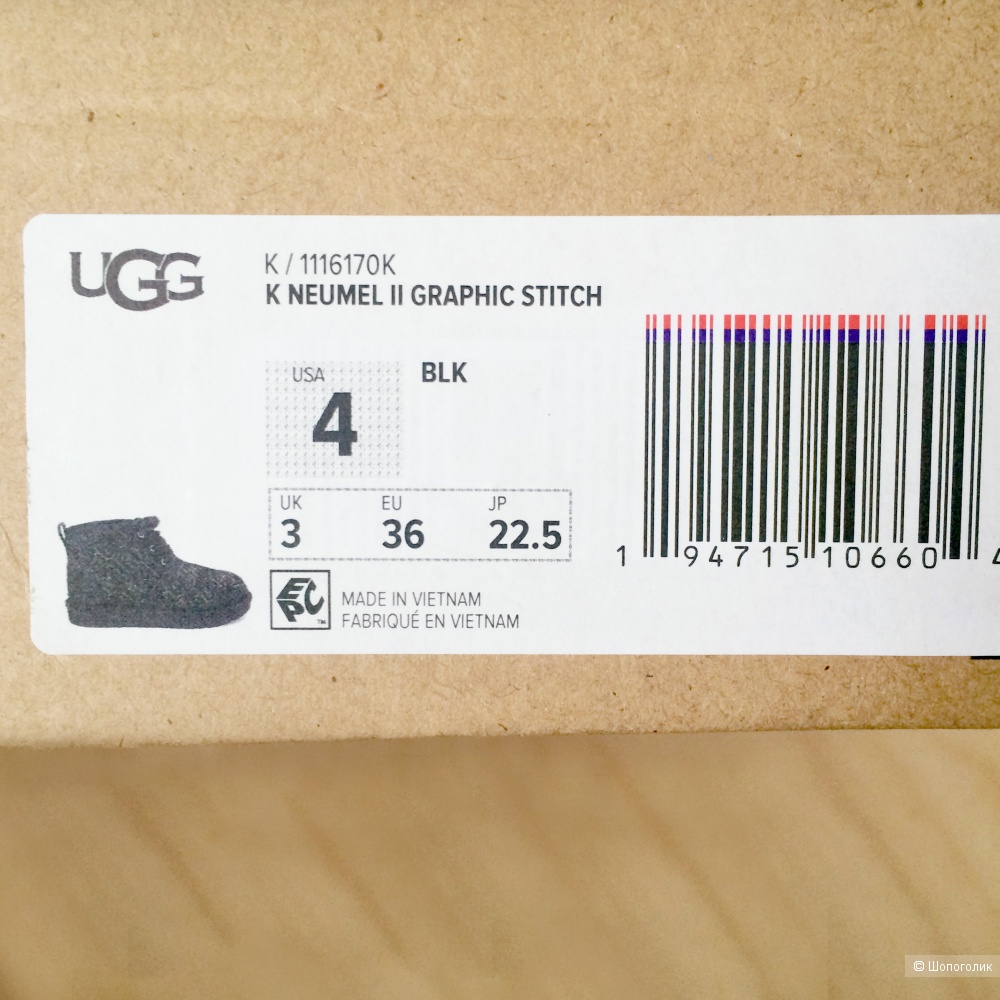 UGG
K / 1116170K
K NEUMEL II GRAPHIC STITCH
USA
4
BLK
UK EU JP
3 36 22.5
1 94715 10660 4
EPC™
MADE IN VIETNAM
FABRIQUÉ EN VIETNAM
© Шопоголик